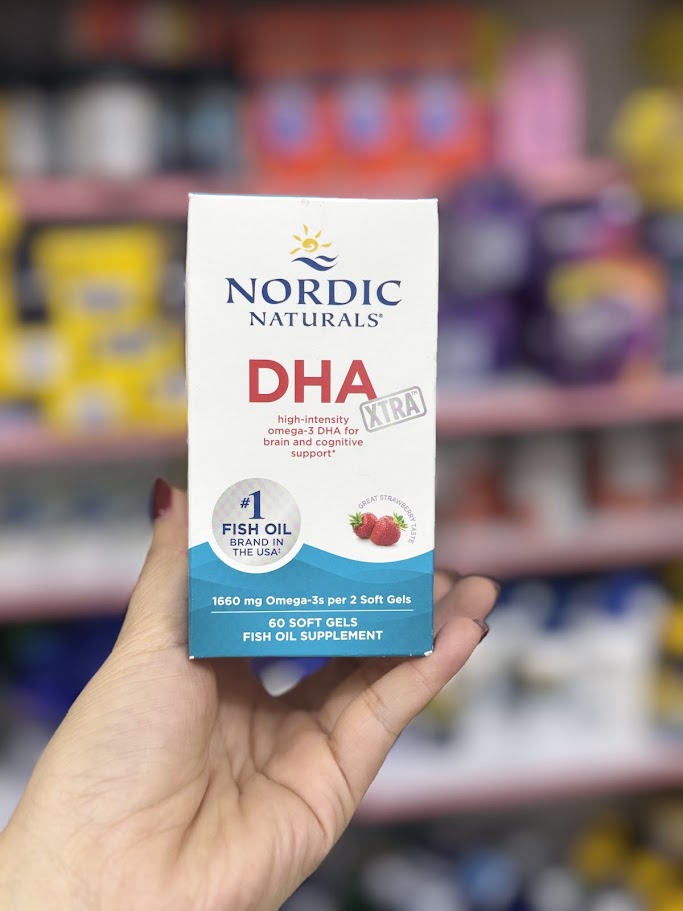 NORDIC
NATURALS®
DHA
XTRA™
high-intensity
omega-3 DHA for
brain and cognitive
support*
#1
FISH OIL
BRAND IN
THE USA‡
GREAT STRAWBERRY TASTE
1660 mg Omega-3s per 2 Soft Gels
60 SOFT GELS
FISH OIL SUPPLEMENT